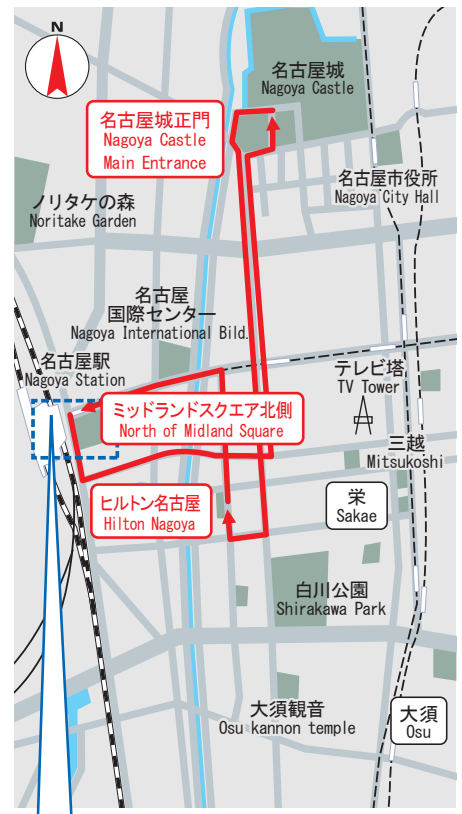 N
名古屋城
Nagoya Castle
名古屋城正門
Nagoya Castle
Main Entrance
名古屋市役所
Nagoya City Hall
ノリタケの森
Noritake Garden
名古屋
国際センター
Nagoya International Bild.
名古屋駅
Nagoya Station
テレビ塔
TV Tower
ミッドランドスクエア北側
North of Midland Square
三越
Mitsukoshi
ヒルトン名古屋
Hilton Nagoya
栄
Sakae
白川公園
Shirakawa Park
大須観音
Osu kannon temple
大須
Osu